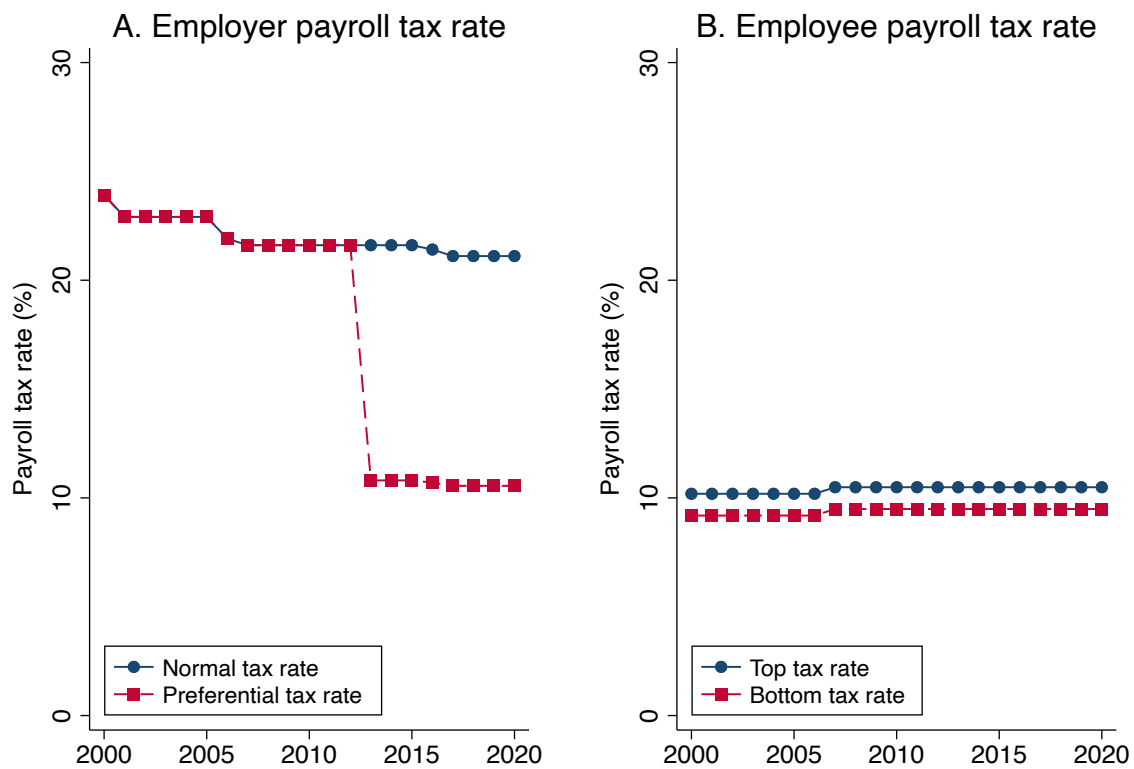 A. Employer payroll tax rate
Payroll tax rate (%)
30
20
10
0
Normal tax rate
Preferential tax rate
2000 2005 2010 2015 2020
B. Employee payroll tax rate
Payroll tax rate (%)
30
20
10
0
Top tax rate
Bottom tax rate
2000 2005 2010 2015 2020